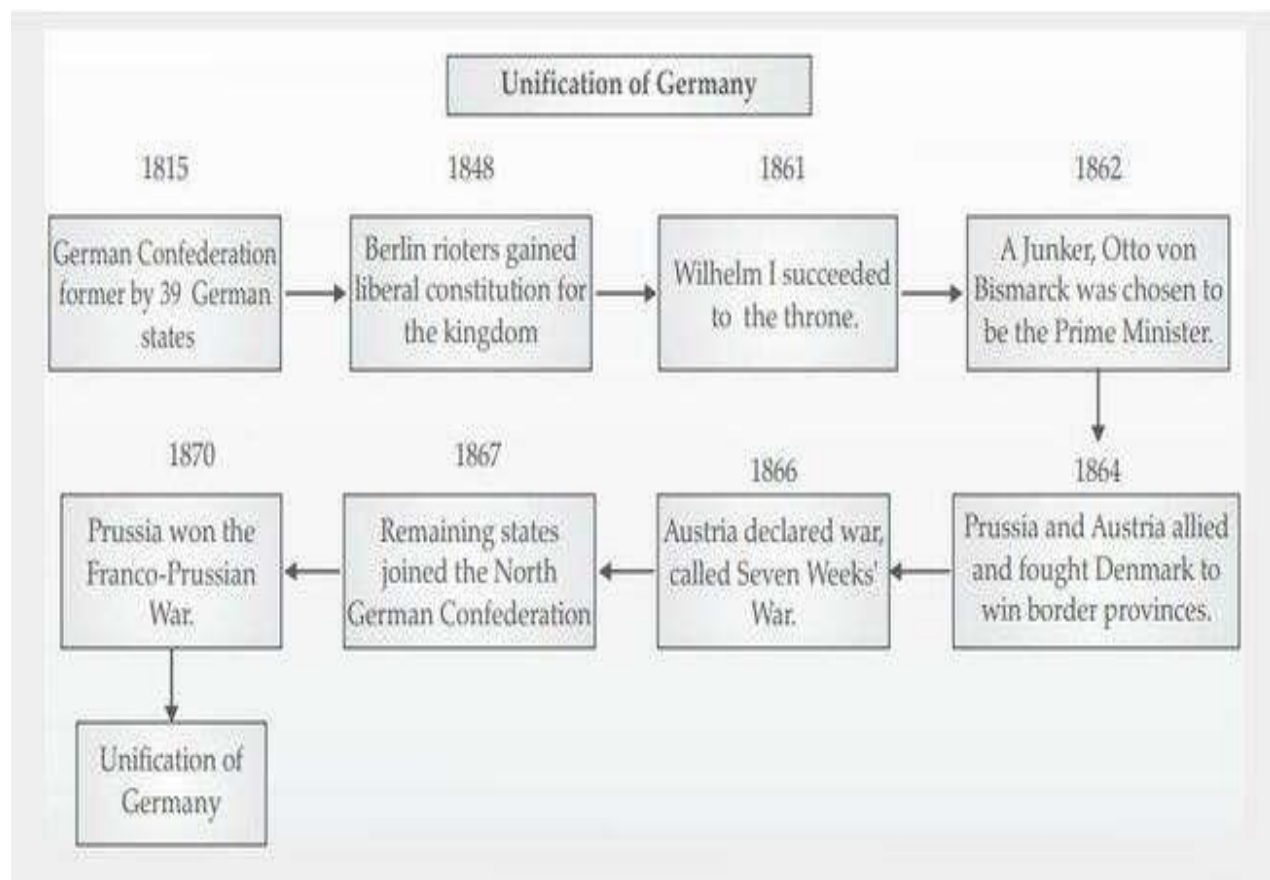 Unification of Germany
1815
German Confederation
former by 39 German
states
1848
Berlin rioters gained
liberal constitution for
the kingdom
1861
Wilhelm I succeeded
to the throne.
1862
A Junker, Otto von
Bismarck was chosen to
be the Prime Minister.
1864
Prussia and Austria allied
and fought Denmark to
win border provinces.
1866
Austria declared war,
called Seven Weeks'
War.
1867
Remaining states
joined the North
German Confederation
1870
Prussia won the
Franco-Prussian
War.
Unification of
Germany